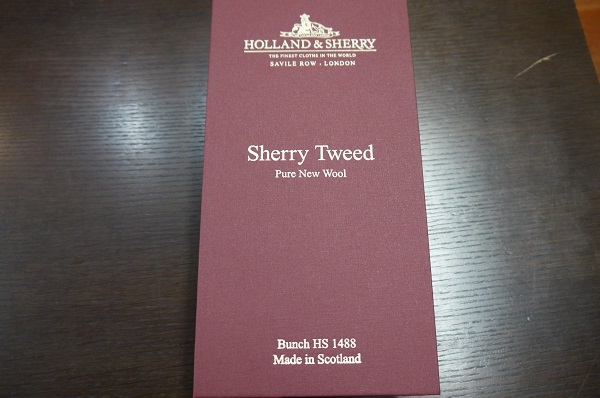 HOLLAND & SHERRY
THE FINEST CLOTHS IN THE WORLD
SAVILE ROW · LONDON
Sherry Tweed
Pure New Wool
Bunch HS 1488
Made in Scotland